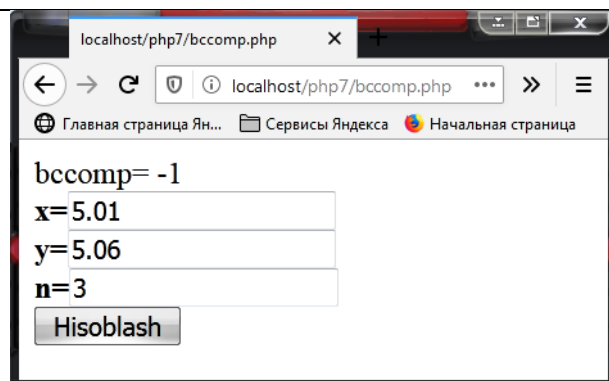 localhost/php7/bccomp.php
localhost/php7/bccomp.php
Главная страница Ян... Сервисы Яндекса Начальная страница
bccomp= -1
x=5.01
y=5.06
n=3
Hisoblash